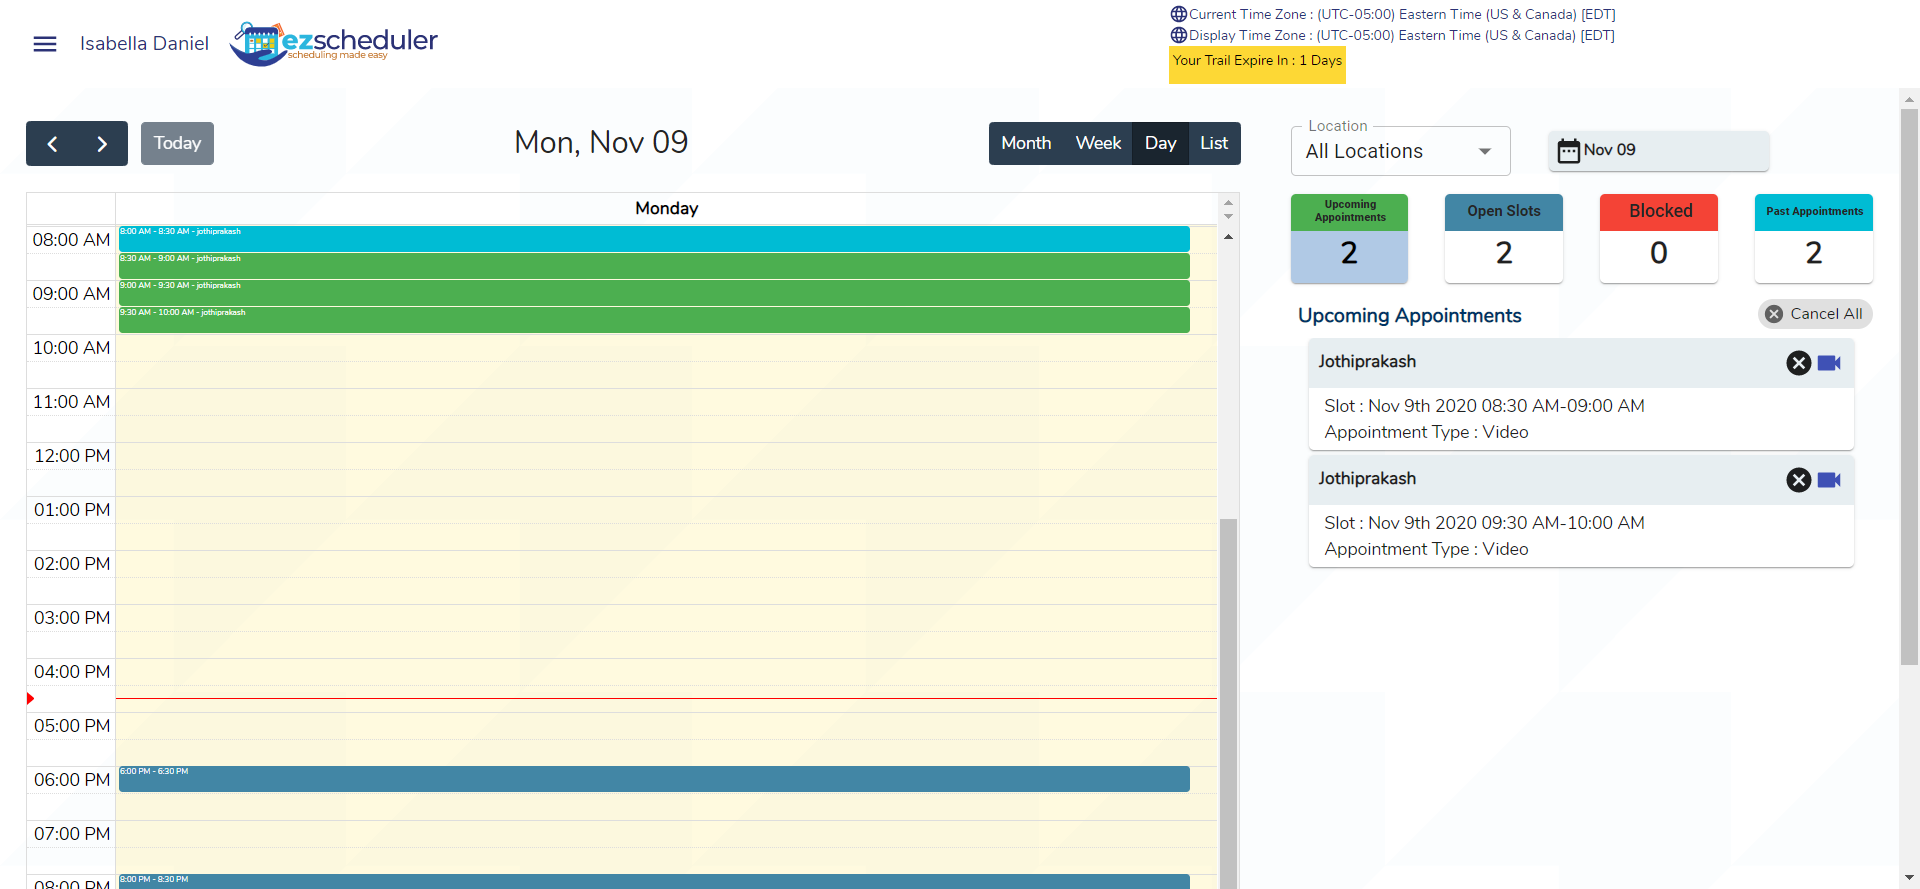 Isabella Daniel
ezscheduler
scheduling made easy
Current Time Zone : (UTC-05:00) Eastern Time (US & Canada) [EDT]
Display Time Zone : (UTC-05:00) Eastern Time (US & Canada) [EDT]
Your Trail Expire In : 1 Days
Today
Mon, Nov 09
Month Week Day List
Location
All Locations
Nov 09
Monday
08:00 AM
8:00 AM - 8:30 AM - jothiprakash
8:30 AM - 9:00 AM - jothiprakash
09:00 AM
9:00 AM - 9:30 AM - jothiprakash
9:30 AM - 10:00 AM - jothiprakash
10:00 AM
11:00 AM
12:00 PM
01:00 PM
02:00 PM
03:00 PM
04:00 PM
05:00 PM
06:00 PM
6:00 PM - 6:30 PM
07:00 PM
08:00 PM
8:00 PM - 8:30 PM
Upcoming
Appointments
2
Open Slots
2
Blocked
0
Past Appointments
2
Upcoming Appointments
Cancel All
Jothiprakash
Slot : Nov 9th 2020 08:30 AM-09:00 AM
Appointment Type : Video
Jothiprakash
Slot : Nov 9th 2020 09:30 AM-10:00 AM
Appointment Type : Video